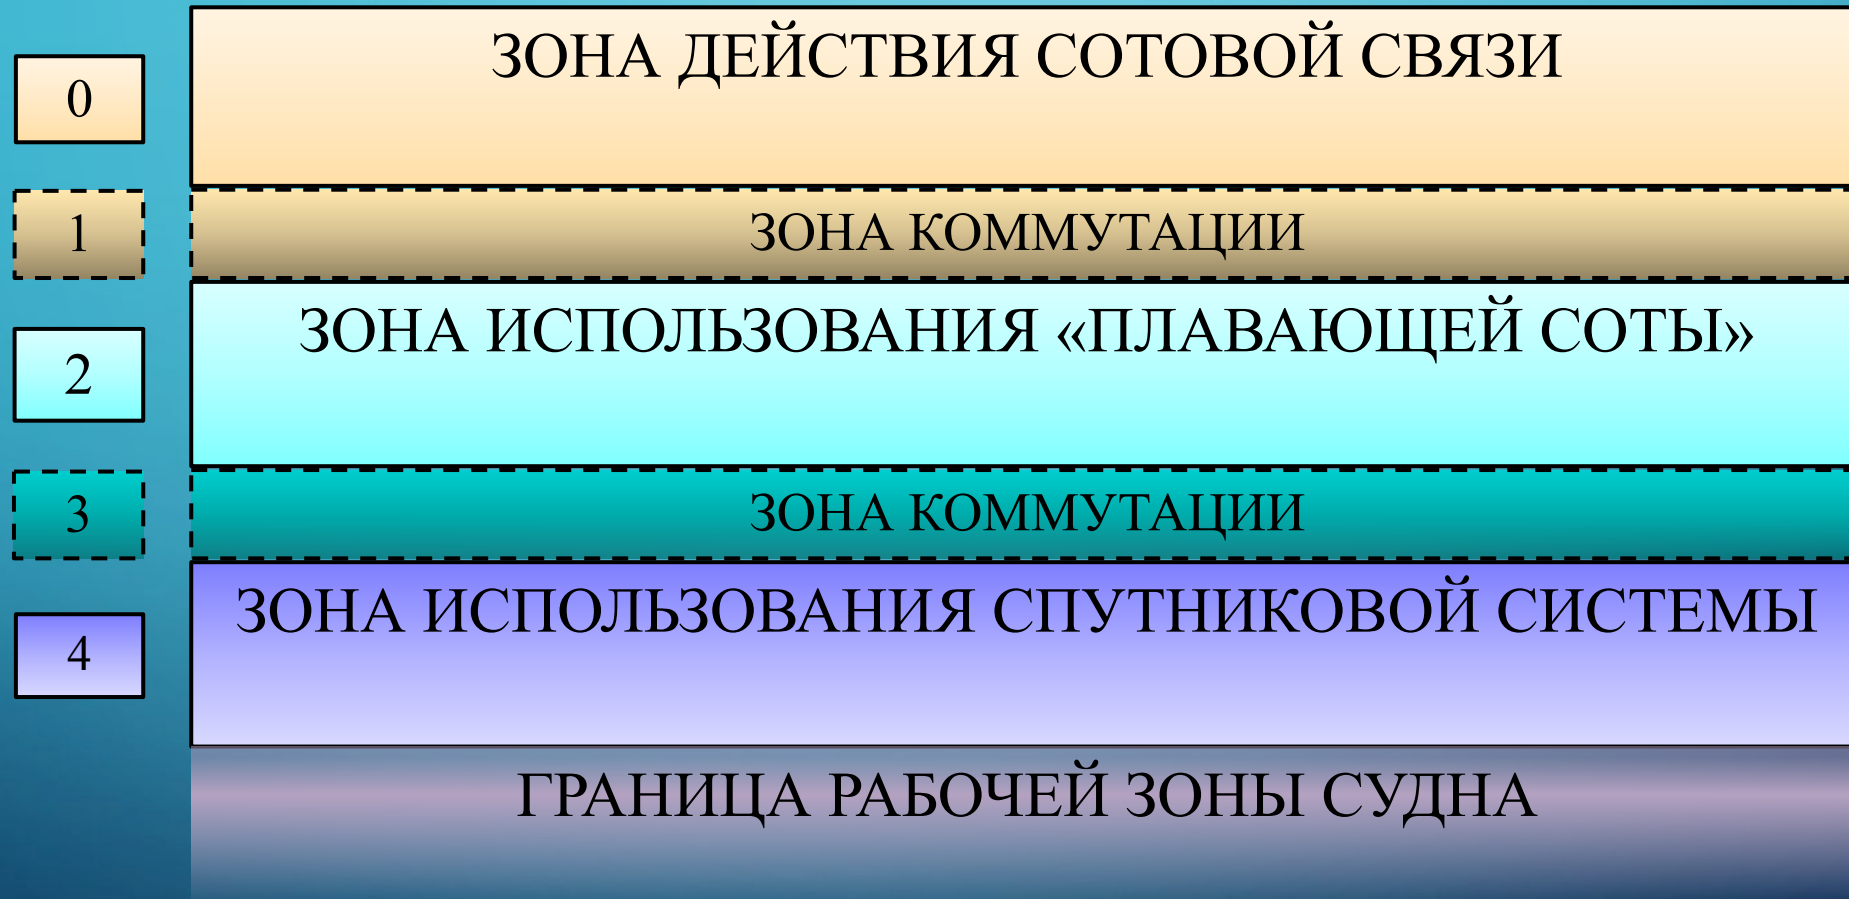 ЗОНА ДЕЙСТВИЯ СОТОВОЙ СВЯЗИ
0
ЗОНА КОММУТАЦИИ
1
ЗОНА ИСПОЛЬЗОВАНИЯ «ПЛАВАЮЩЕЙ СОТЫ»
2
ЗОНА КОММУТАЦИИ
3
ЗОНА ИСПОЛЬЗОВАНИЯ СПУТНИКОВОЙ СИСТЕМЫ
4
ГРАНИЦА РАБОЧЕЙ ЗОНЫ СУДНА